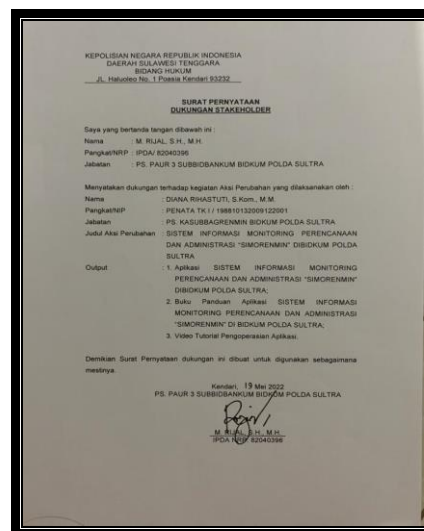 KEPOLISIAN NEGARA REPUBLIK INDONESIA
DAERAH SULAWESI TENGGARA
BIDANG HUKUM
JL. Haluoleo No. 1 Poasia Kendari 93232
SURAT PERNYATAAN
DUKUNGAN STAKEHOLDER
Saya yang bertanda tangan dibawah ini :
Nama : M. RIJAL, S.H., M.H.
Pangkat/NRP : IPDA/ 82040396
Jabatan : PS. PAUR 3 SUBBIDBANKUM BIDKUM POLDA SULTRA
Menyatakan dukungan terhadap kegiatan Aksi Perubahan yang dilaksanakan oleh :
Nama : DIANA RIHASTUTI, S.Kom., M.M.
Pangkat/NIP : PENATA TK I / 198810132009122001
Jabatan : PS. KASUBBAGRENMIN BIDKUM POLDA SULTRA
Judul Aksi Perubahan : SISTEM INFORMASI MONITORING PERENCANAAN
DAN ADMINISTRASI "SIMORENMIN" DIBIDKUM POLDA
SULTRA
Output : 1. Aplikasi SISTEM INFORMASI MONITORING
PERENCANAAN DAN ADMINISTRASI "SIMORENMIN"
DIBIDKUM POLDA SULTRA;
2. Buku Panduan Aplikasi SISTEM INFORMASI
MONITORING PERENCANAAN DAN ADMINISTRASI
"SIMORENMIN" DI BIDKUM POLDA SULTRA;
3. Video Tutorial Pengoperasian Aplikasi.
Demikian Surat Pernyataan dukungan ini dibuat untuk digunakan sebagaimana
mestinya.
Kendari, 19 Mei 2022
PS. PAUR 3 SUBBIDBANKUM BIDKUM POLDA SULTRA
M. RIJAL, S.H., M.H.
IPDA NRP 82040396